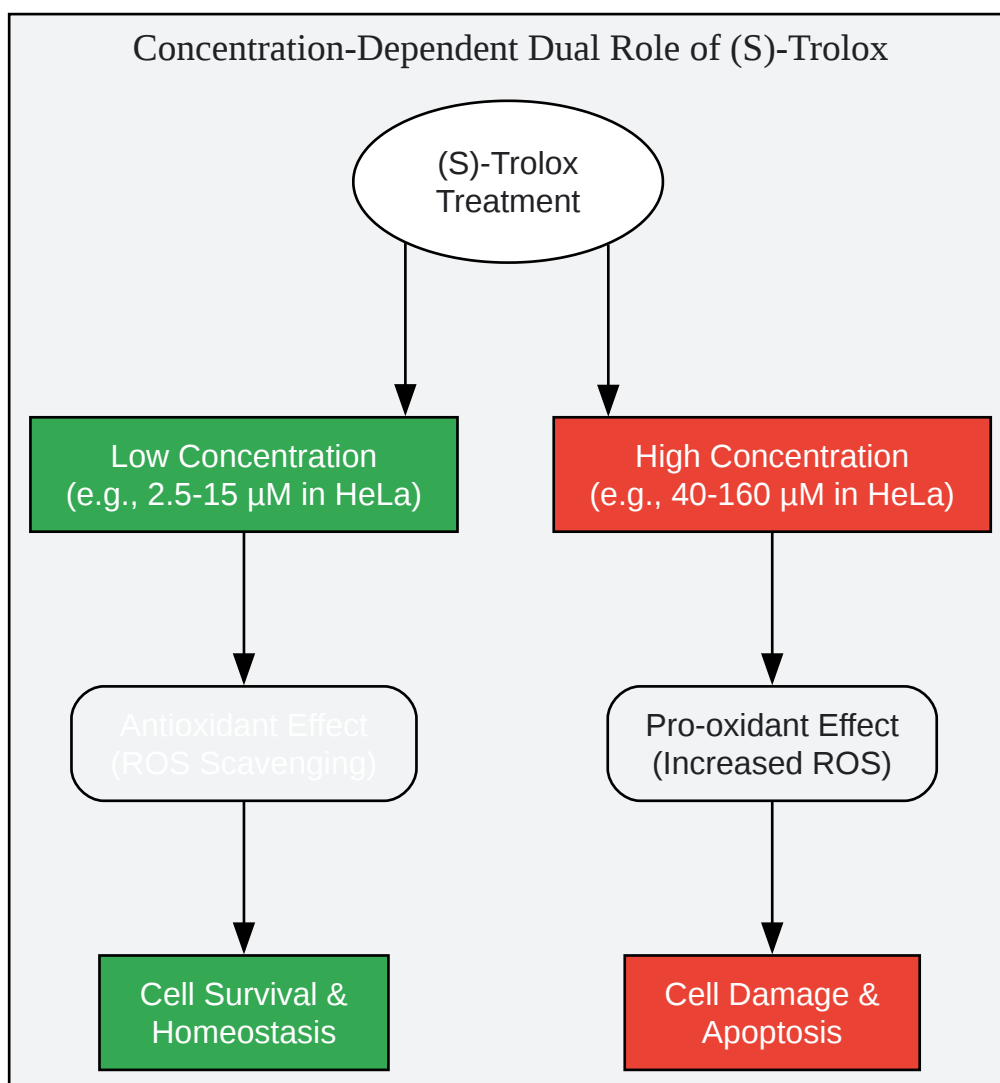 Concentration-Dependent Dual Role of (S)-Trolox
(S)-Trolox
Treatment
Low Concentration
(e.g., 2.5-15 µM in HeLa)
High Concentration
(e.g., 40-160 µM in HeLa)
Antioxidant Effect
(ROS Scavenging)
Pro-oxidant Effect
(Increased ROS)
Cell Survival &
Homeostasis
Cell Damage &
Apoptosis